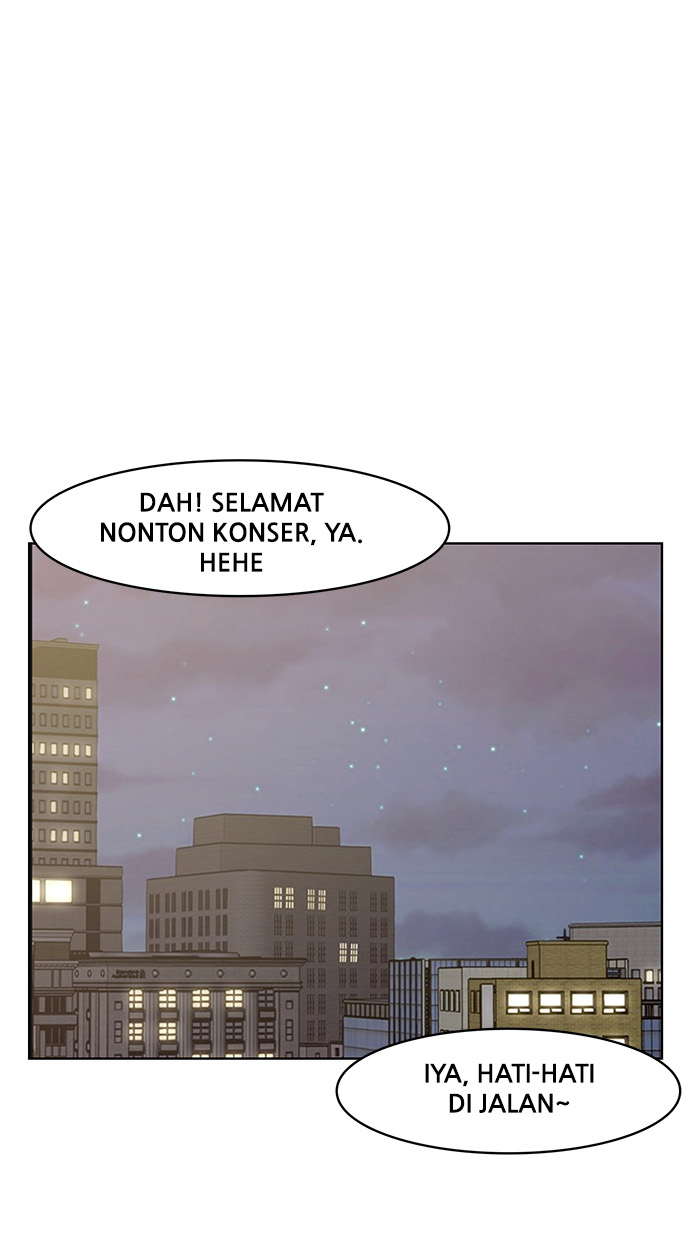 DAH! SELAMAT
NONTON KONSER, YA.
HEHE
IYA, HATI-HATI
DI JALAN~